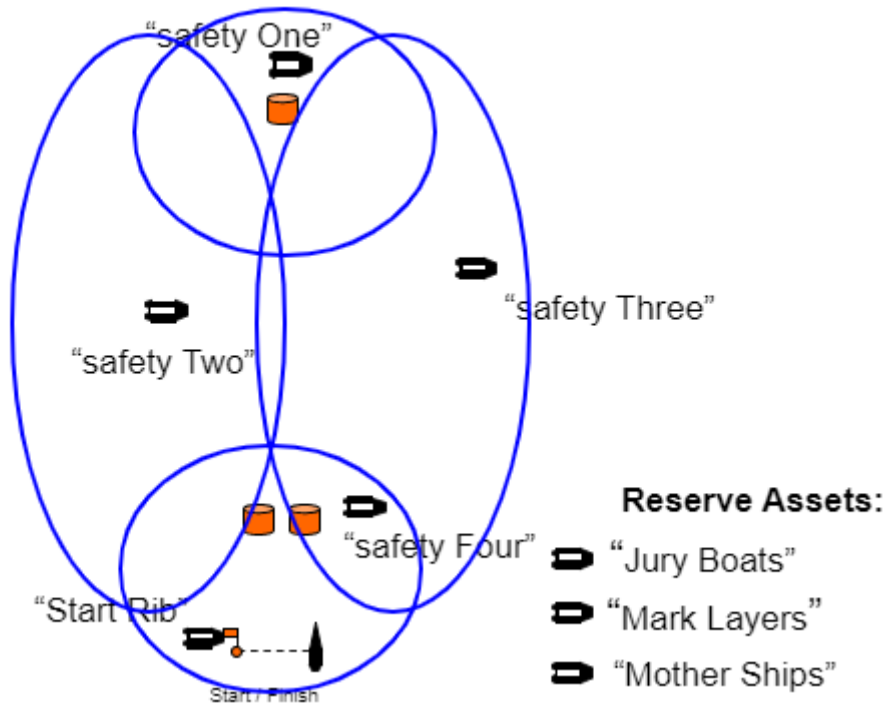 “safety One”
“safety Three”
“safety Two”
Reserve Assets:
“safety Four”
“Jury Boats”
“Start Rib”
“Mark Layers”
“Mother Ships”
Start / Finish